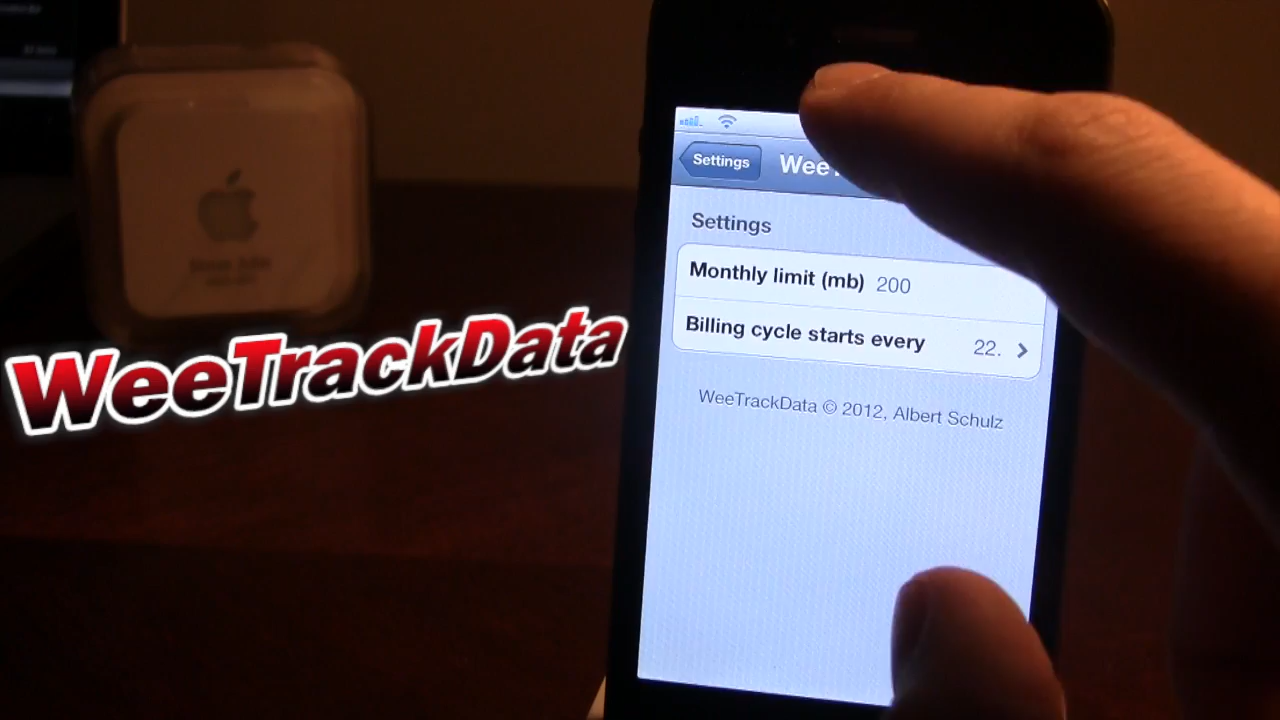 WeeTrackData
Settings
Settings
Monthly limit (mb) 200
Billing cycle starts every 22.
WeeTrackData © 2012, Albert Schulz